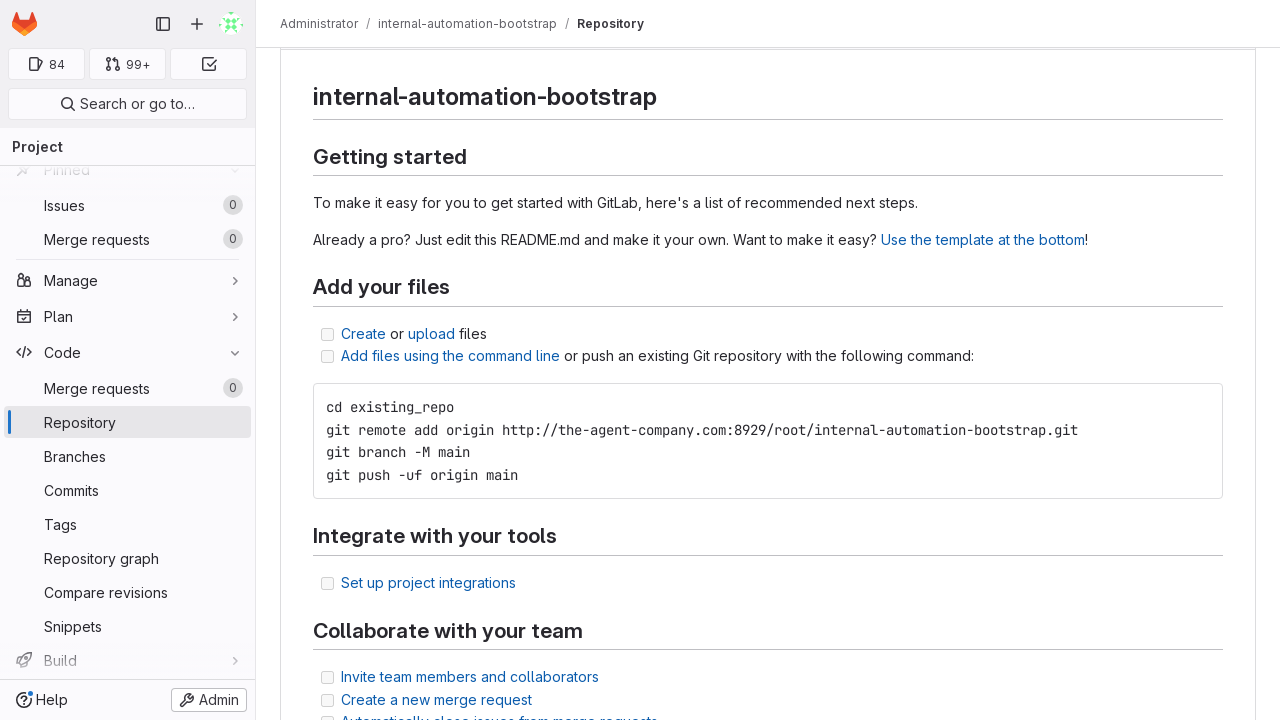 Administrator / internal-automation-bootstrap / Repository
84
99+
Search or go to...
Project
Pinned
Issues 0
Merge requests 0
Manage
Plan
Code
Merge requests 0
Repository
Branches
Commits
Tags
Repository graph
Compare revisions
Snippets
Build
Help
Admin
internal-automation-bootstrap
Getting started
To make it easy for you to get started with GitLab, here's a list of recommended next steps.
Already a pro? Just edit this README.md and make it your own. Want to make it easy? Use the template at the bottom!
Add your files
Create or upload files
Add files using the command line or push an existing Git repository with the following command:
cd existing_repo
git remote add origin http://the-agent-company.com:8929/root/internal-automation-bootstrap.git
git branch -M main
git push -uf origin main
Integrate with your tools
Set up project integrations
Collaborate with your team
Invite team members and collaborators
Create a new merge request
Automatically close issues from merge requests